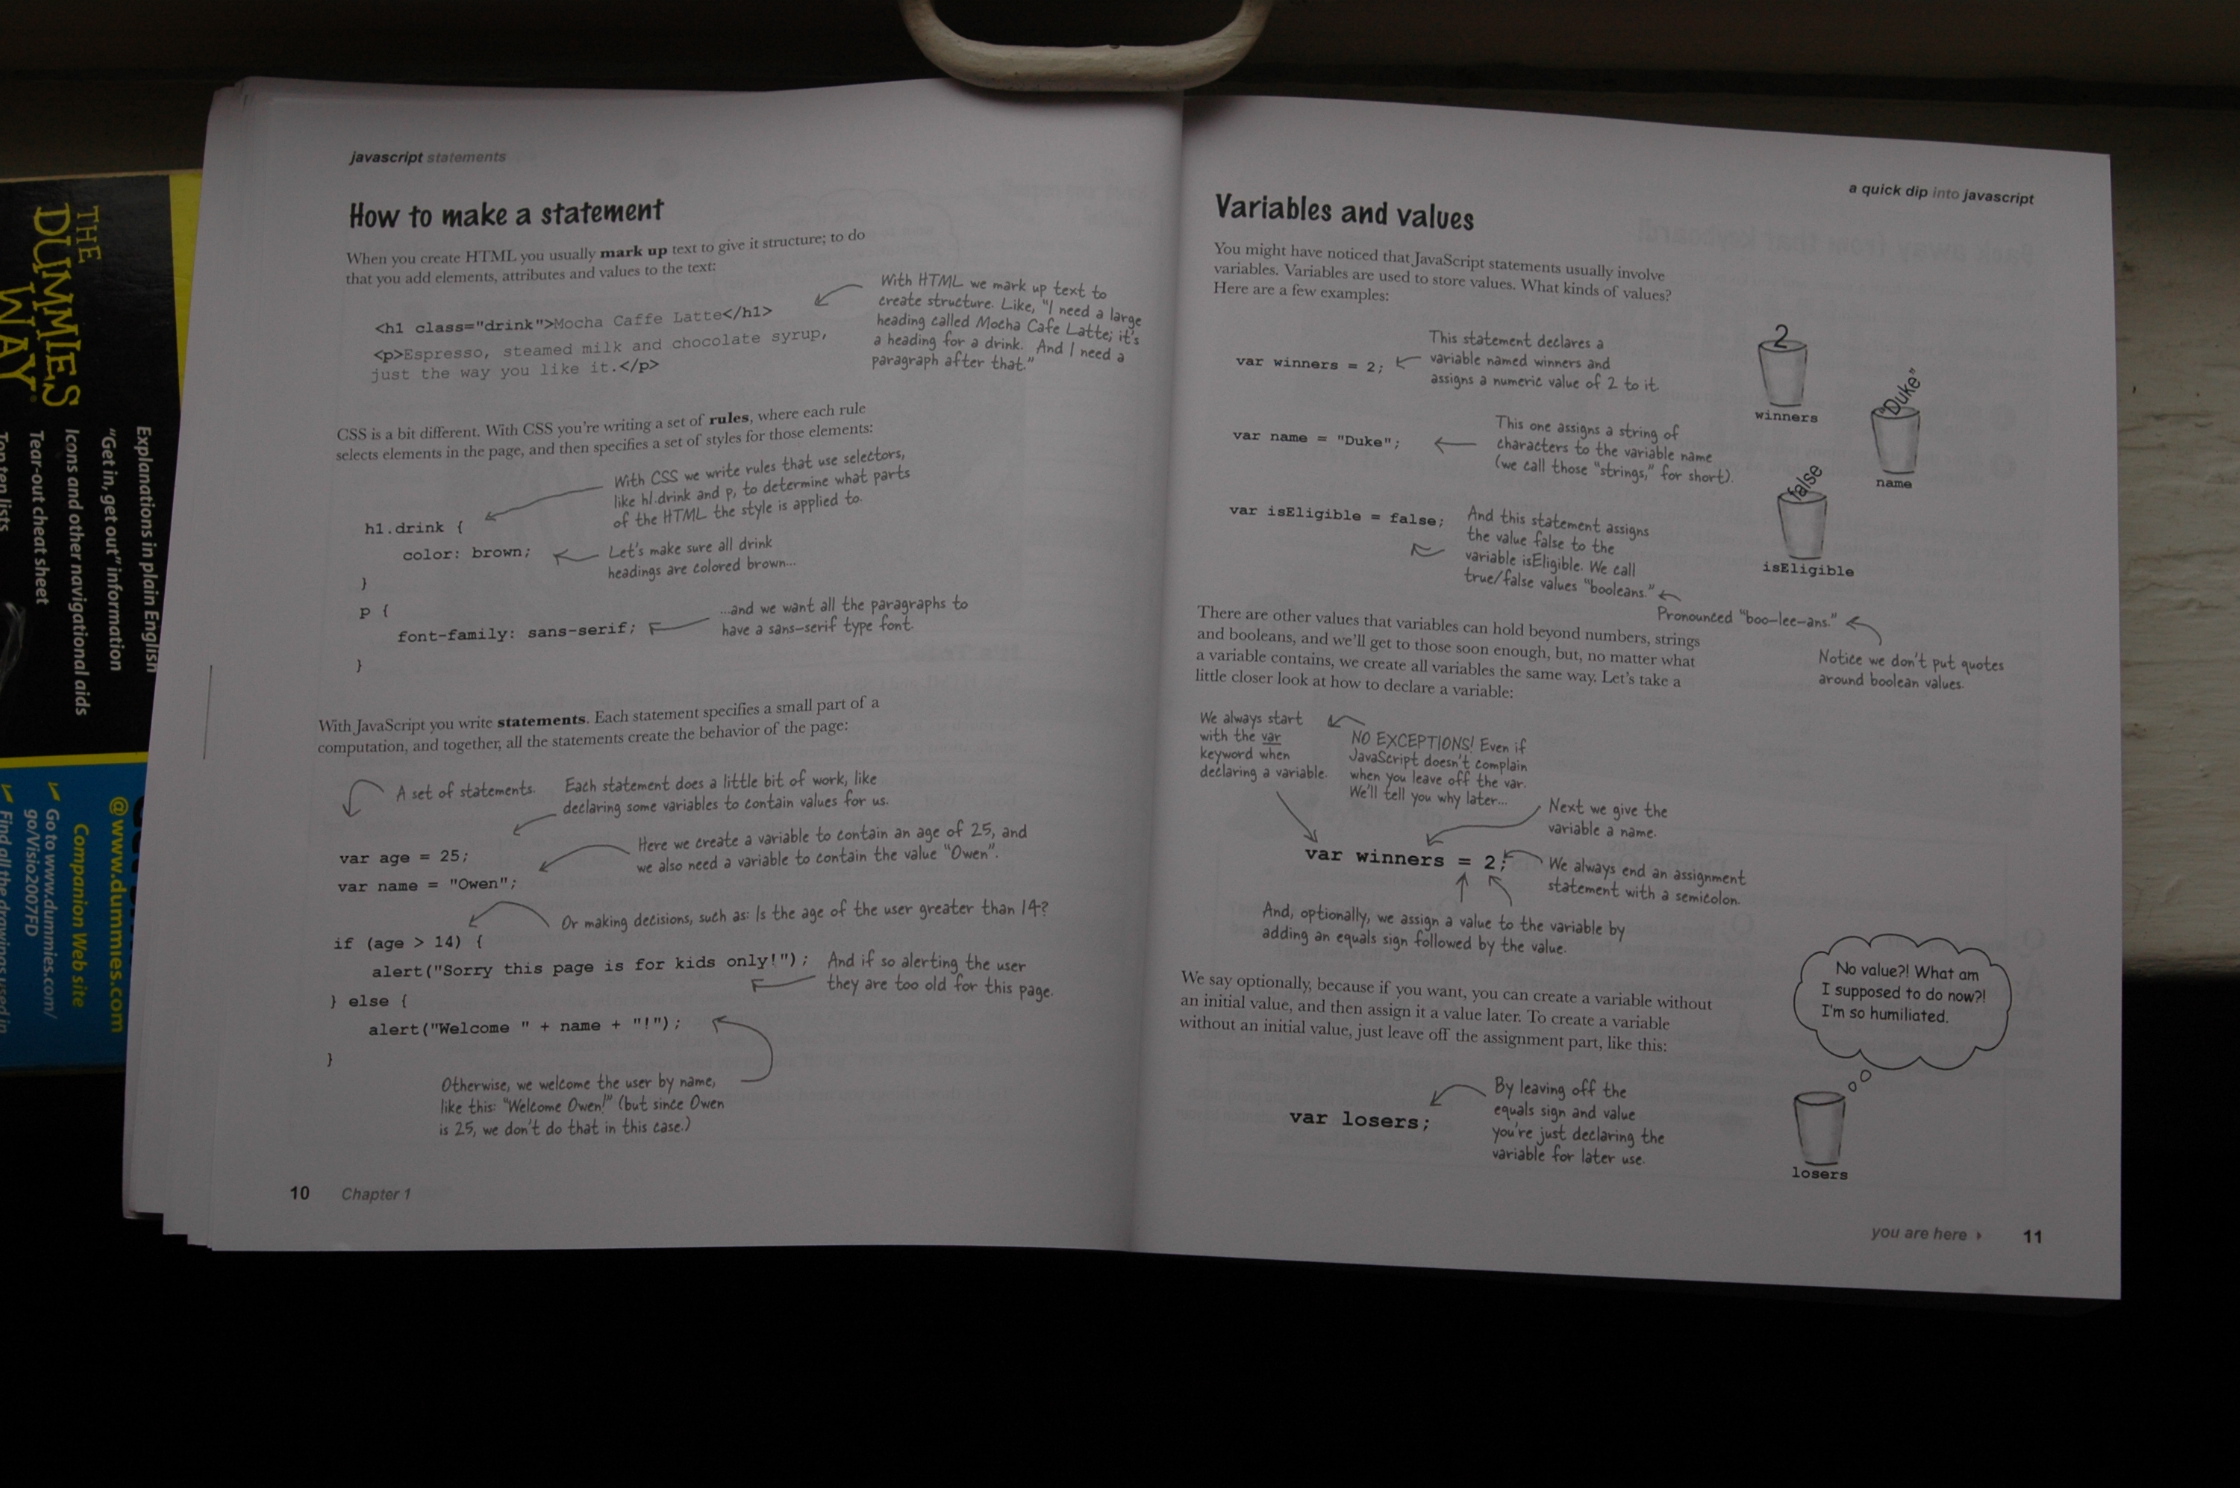 javascript statements
How to make a statement
When you create HTML you usually mark up text to give it structure; to do
that you add elements, attributes and values to the text:
<h1 class="drink">Mocha Caffe Latte</h1>
<p>Espresso, steamed milk and chocolate syrup,
just the way you like it.</p>
With HTML we mark up text to
create structure. Like, "I need a large
heading called Mocha Cafe Latte; it's
a heading for a drink. And I need a
paragraph after that."
CSS is a bit different. With CSS you're writing a set of rules, where each rule
selects elements in the page, and then specifies a set of styles for those elements:
With CSS we write rules that use selectors,
like h1.drink and p, to determine what parts
of the HTML the style is applied to.
h1.drink {
color: brown;
Let's make sure all drink
headings are colored brown...
}
p {
font-family: sans-serif;
...and we want all the paragraphs to
have a sans-serif type font.
}
With JavaScript you write statements. Each statement specifies a small part of a
computation, and together, all the statements create the behavior of the page:
A set of statements.
Each statement does a little bit of work, like
declaring some variables to contain values for us.
var age = 25;
var name = "Owen";
Here we create a variable to contain an age of 25, and
we also need a variable to contain the value "Owen".
Or making decisions, such as: Is the age of the user greater than 14?
if (age > 14) {
alert("Sorry this page is for kids only!");
And if so alerting the user
they are too old for this page.
} else {
alert("Welcome " + name + "!");
}
Otherwise, we welcome the user by name,
like this: "Welcome Owen!" (but since Owen
is 25, we don't do that in this case.)
10 Chapter 1
a quick dip into javascript
Variables and values
You might have noticed that JavaScript statements usually involve
variables. Variables are used to store values. What kinds of values?
Here are a few examples:
var winners = 2;
This statement declares a
variable named winners and
assigns a numeric value of 2 to it.
2
winners
var name = "Duke";
This one assigns a string of
characters to the variable name
(we call those "strings," for short).
"Duke"
name
var isEligible = false;
And this statement assigns
the value false to the
variable isEligible. We call
true/false values "booleans."
false
isEligible
Pronounced "boo-lee-ans."
Notice we don't put quotes
around boolean values.
There are other values that variables can hold beyond numbers, strings
and booleans, and we'll get to those soon enough, but, no matter what
a variable contains, we create all variables the same way. Let's take a
little closer look at how to declare a variable:
We always start
with the var
keyword when
declaring a variable.
NO EXCEPTIONS! Even if
JavaScript doesn't complain
when you leave off the var.
We'll tell you why later...
Next we give the
variable a name.
var winners = 2;
We always end an assignment
statement with a semicolon.
And, optionally, we assign a value to the variable by
adding an equals sign followed by the value.
We say optionally, because if you want, you can create a variable without
an initial value, and then assign it a value later. To create a variable
without an initial value, just leave off the assignment part, like this:
var losers;
By leaving off the
equals sign and value
you're just declaring the
variable for later use.
No value?! What am
I supposed to do now?!
I'm so humiliated.
losers
you are here 11
THE
DUMMIES
WAY
Explanations in plain English
"Get in, get out" information
Icons and other navigational aids
Tear-out cheat sheet
Top ten lists
@www.dummies.com
Companion Web site
Go to www.dummies.com/
go/Visio2007FD
Find all the drawings used in